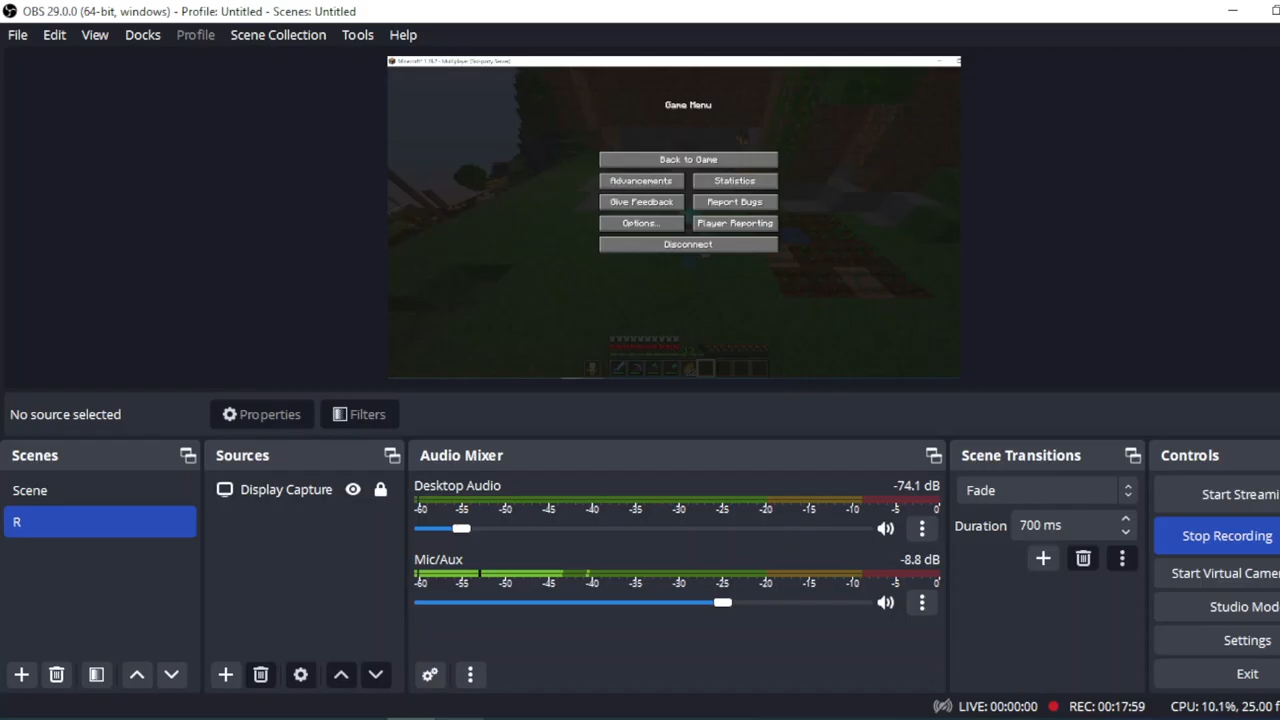 OBS 29.0.0 (64-bit, windows) - Profile: Untitled - Scenes: Untitled
File Edit View Docks Profile Scene Collection Tools Help
Game Menu
Back to Game
Advancements Statistics
Give Feedback Report Bugs
Options... Player Reporting
Disconnect
No source selected Properties Filters
Scenes Sources Audio Mixer Scene Transitions Controls
Scene
R
Display Capture
Desktop Audio -74.1 dB
-60 -55 -50 -45 -40 -35 -30 -25 -20 -15 -10 -5 0
Mic/Aux -8.8 dB
-60 -55 -50 -45 -40 -35 -30 -25 -20 -15 -10 -5 0
Fade
Duration 700 ms
Start Streami
Stop Recording
Start Virtual Camer
Studio Mod
Settings
Exit
LIVE: 00:00:00 REC: 00:17:59 CPU: 10.1%, 25.00 f